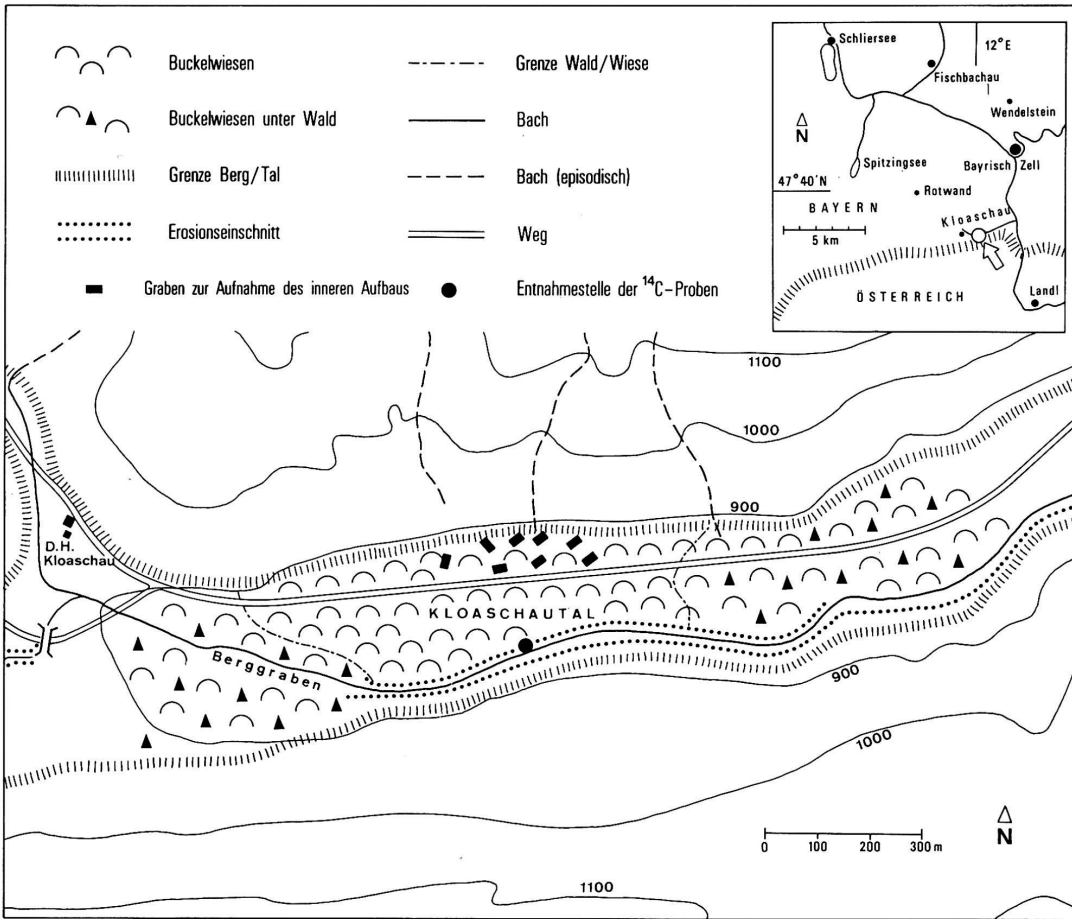 Buckelwiesen
Buckelwiesen unter Wald
Grenze Berg/Tal
Erosionseinschnitt
Graben zur Aufnahme des inneren Aufbaus
Grenze Wald/Wiese
Bach
Bach (episodisch)
Weg
Entnahmestelle der ¹⁴C-Proben
Schliersee
12°E
Fischbachau
Wendelstein
N
Spitzingsee
Bayrisch Zell
47°40'N
Rotwand
BAYERN
Kloaschau
5 km
ÖSTERREICH
Landl
1100
1000
900
D.H.
Kloaschau
KLOASCHAUTAL
Berggraben
900
1000
N
0 100 200 300 m
1100